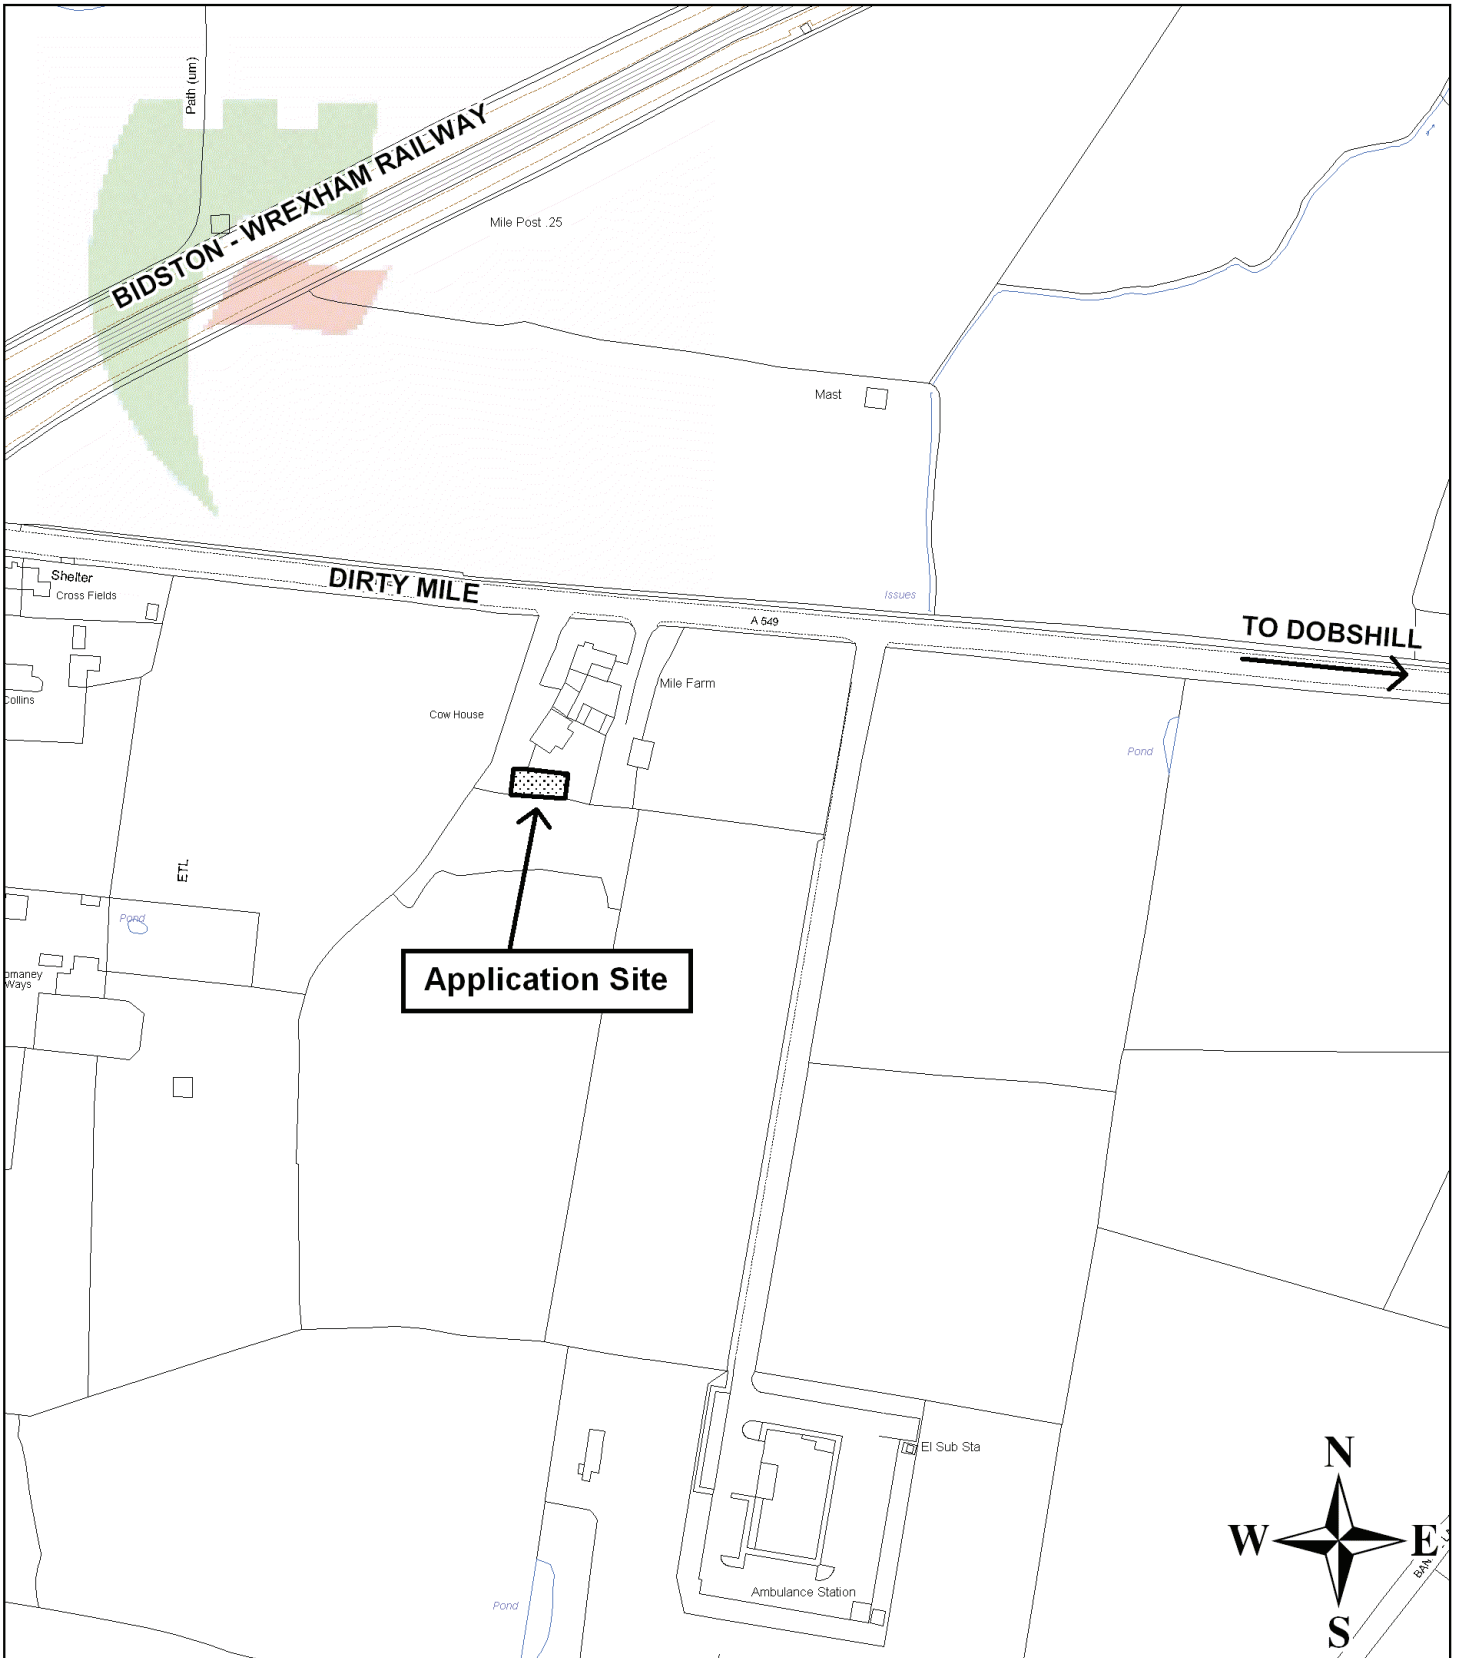 Path (um)
BIDSTON - WREXHAM RAILWAY
Mile Post .25
Mast
Shelter
Cross Fields
DIRTY MILE
Issues
A 549
TO DOBSHILL
Collins
Cow House
Mile Farm
Pond
ETL
Pond
Ways
Application Site
El Sub Sta
Ambulance Station
Pond
N
W
E
S